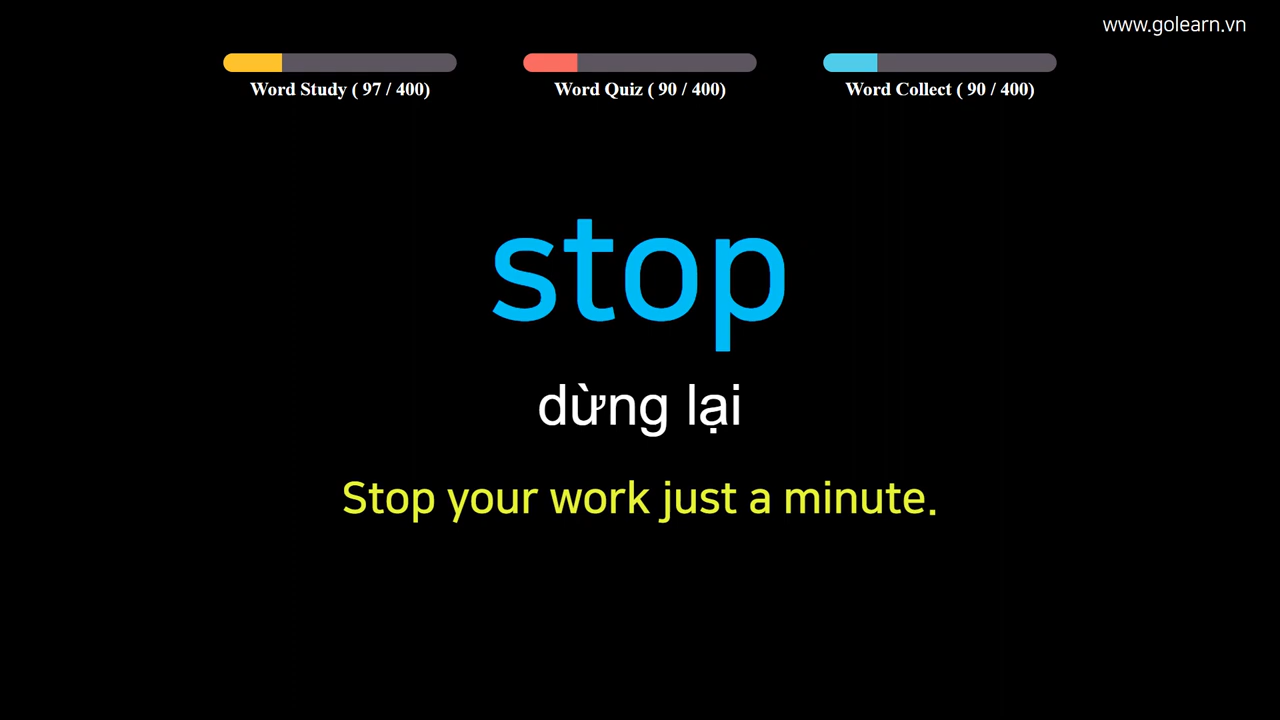 www.golearn.vn
Word Study ( 97 / 400)
Word Quiz ( 90 / 400)
Word Collect ( 90 / 400)
stop
dừng lại
Stop your work just a minute.